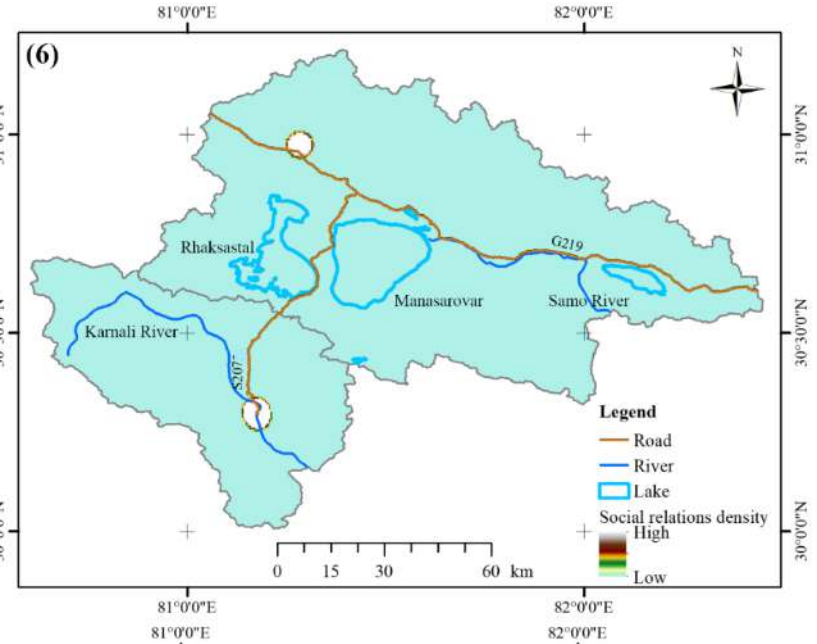 81°0'0"E 82°0'0"E
(6)
N
31°0'0"N
G219
Rhaksastal
Manasarovar
Samo River
Karnali River
S207
Legend
Road
River
Lake
Social relations density
High
Low
0 15 30 60 km
30°0'0"N
81°0'0"E 82°0'0"E
81°0'0"E 82°0'0"E